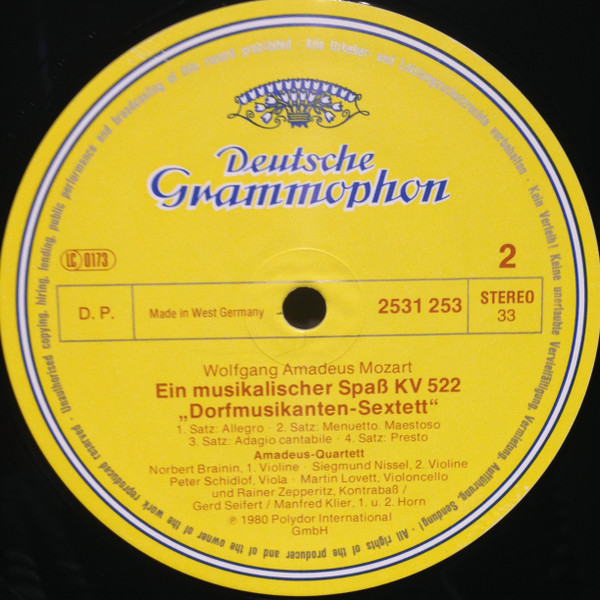 Deutsche
Grammophon
LC 0173
2
D. P.
Made in West Germany
2531 253
STEREO
33
Wolfgang Amadeus Mozart
Ein musikalischer Spaß KV 522
„Dorfmusikanten-Sextett“
1. Satz: Allegro · 2. Satz: Menuetto. Maestoso
3. Satz: Adagio cantabile · 4. Satz: Presto
Amadeus-Quartett
Norbert Brainin, 1. Violine · Siegmund Nissel, 2. Violine
Peter Schidlof, Viola · Martin Lovett, Violoncello
und Rainer Zepperitz, Kontrabaß /
Gerd Seifert / Manfred Klier, 1. u. 2. Horn
℗ 1980 Polydor International
GmbH
Alle Urheber- und Leistungsschutzrechte vorbehalten · Kein Verleih! Keine unerlaubte Vervielfältigung, Vermietung, Aufführung, Sendung! · All rights of the producer and of the owner of the work reproduced reserved · Unauthorised copying, hiring, lending, public performance and broadcasting of this record prohibited ·